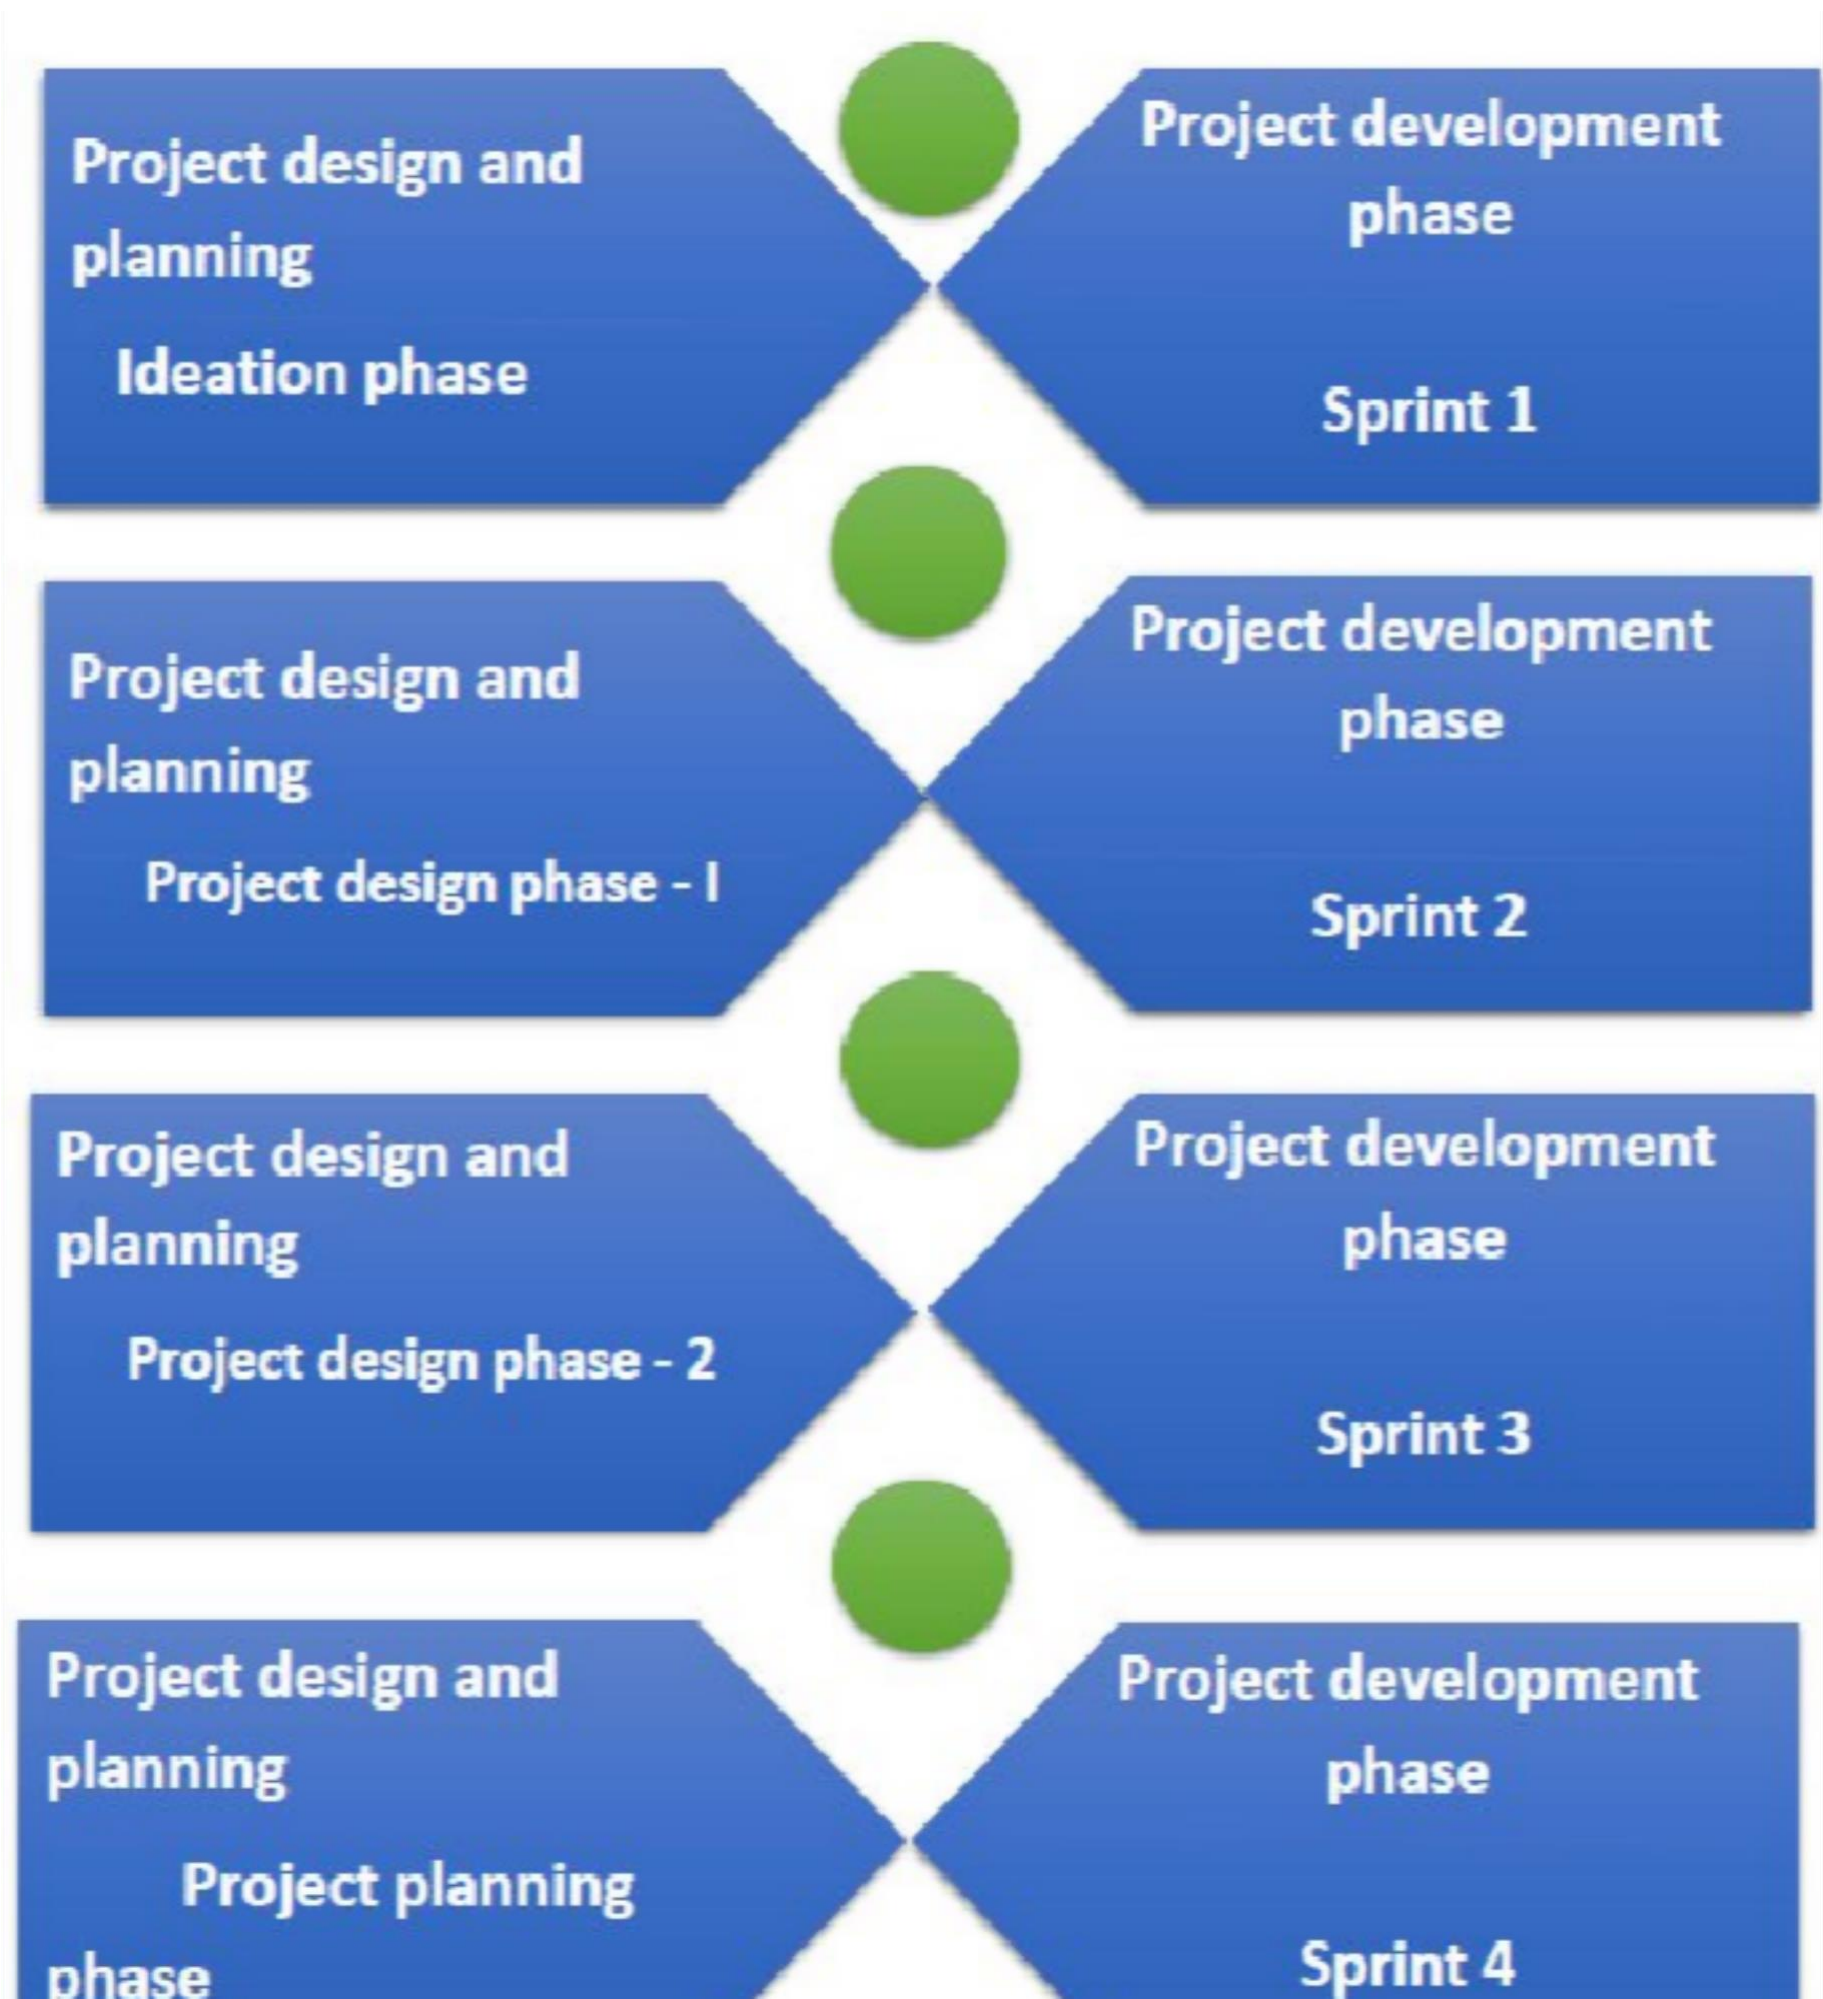 Project design and
planning
Ideation phase
Project development
phase
Sprint 1
Project design and
planning
Project design phase - I
Project development
phase
Sprint 2
Project design and
planning
Project design phase - 2
Project development
phase
Sprint 3
Project design and
planning
Project planning
phase
Project development
phase
Sprint 4